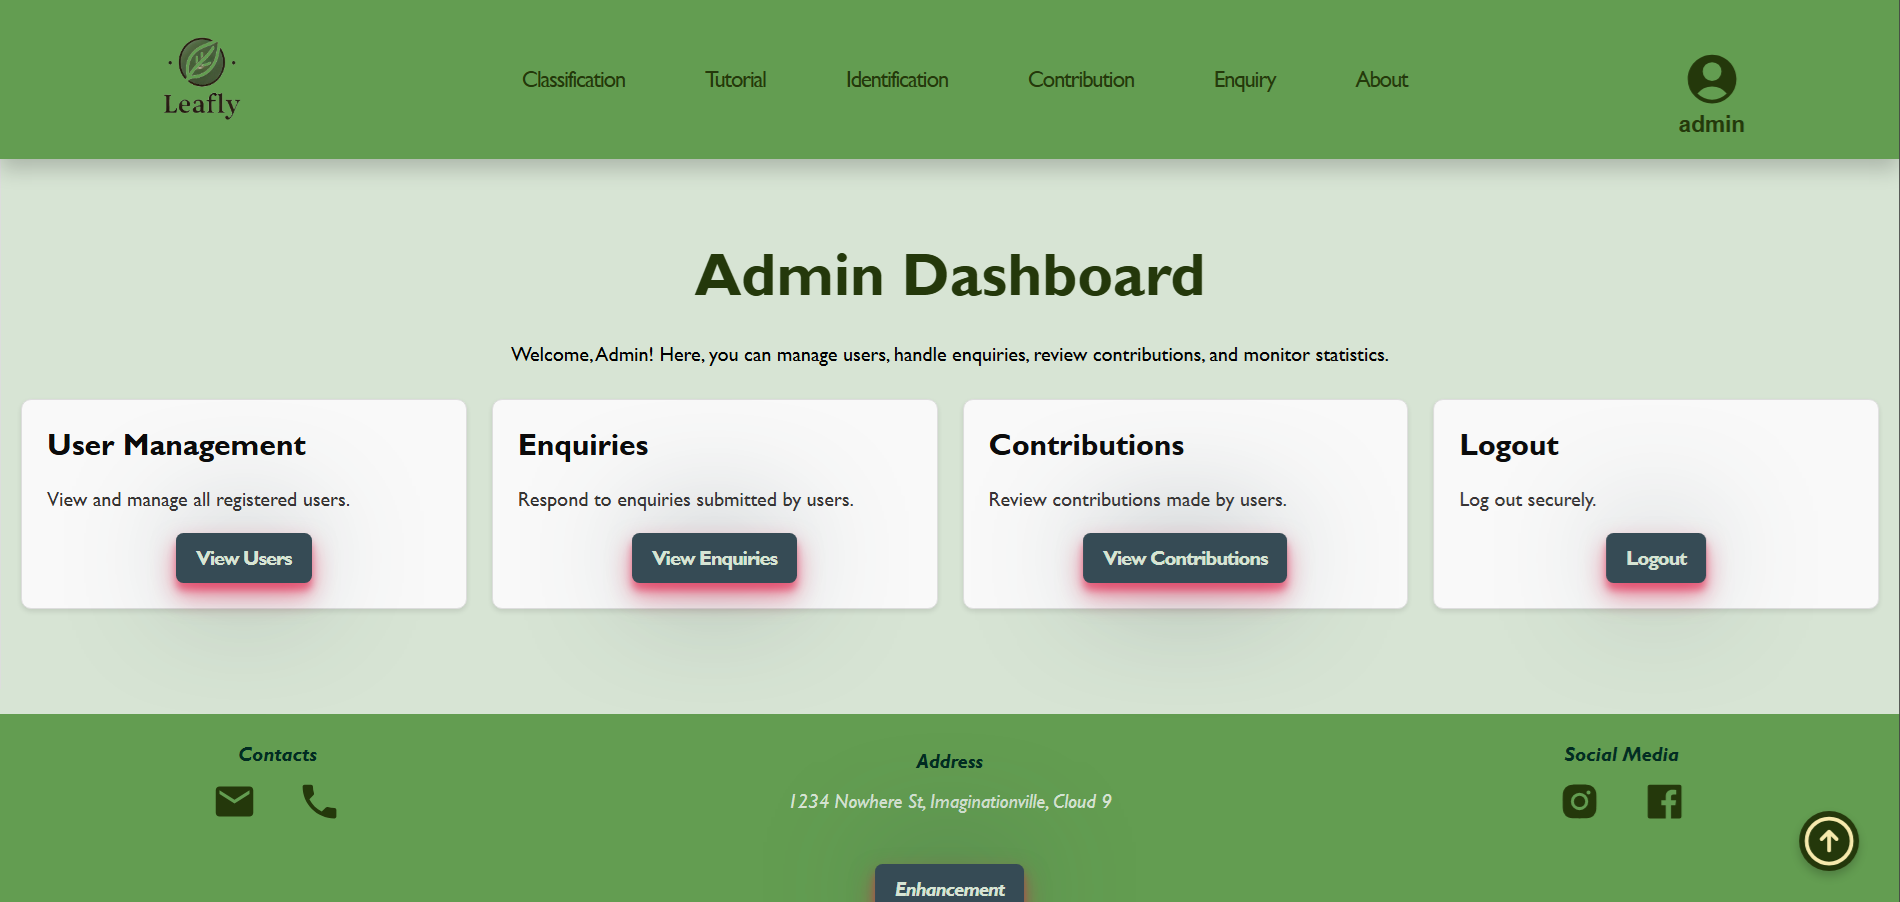 Leafly
Classification
Tutorial
Identification
Contribution
Enquiry
About
admin
Admin Dashboard
Welcome, Admin! Here, you can manage users, handle enquiries, review contributions, and monitor statistics.
User Management
View and manage all registered users.
View Users
Enquiries
Respond to enquiries submitted by users.
View Enquiries
Contributions
Review contributions made by users.
View Contributions
Logout
Log out securely.
Logout
Contacts
Address
1234 Nowhere St, Imaginationville, Cloud 9
Social Media
Enhancement